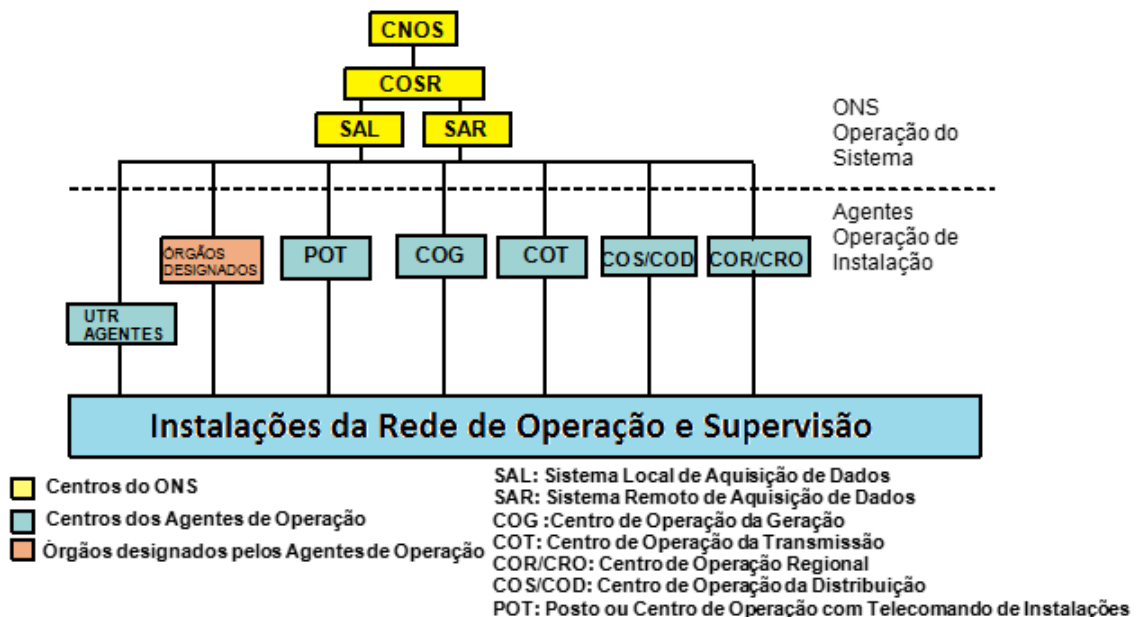 CNOS
COSR
SAL
SAR
ONS
Operação do
Sistema
Agentes
Operação de
Instalação
ÓRGÃOS
DESIGNADOS
POT
COG
COT
COS/COD
COR/CRO
UTR
AGENTES
Instalações da Rede de Operação e Supervisão
Centros do ONS
Centros dos Agentes de Operação
Órgãos designados pelos Agentes de Operação
SAL: Sistema Local de Aquisição de Dados
SAR: Sistema Remoto de Aquisição de Dados
COG :Centro de Operação da Geração
COT: Centro de Operação da Transmissão
COR/CRO: Centro de Operação Regional
COS/COD: Centro de Operação da Distribuição
POT: Posto ou Centro de Operação com Telecomando de Instalações